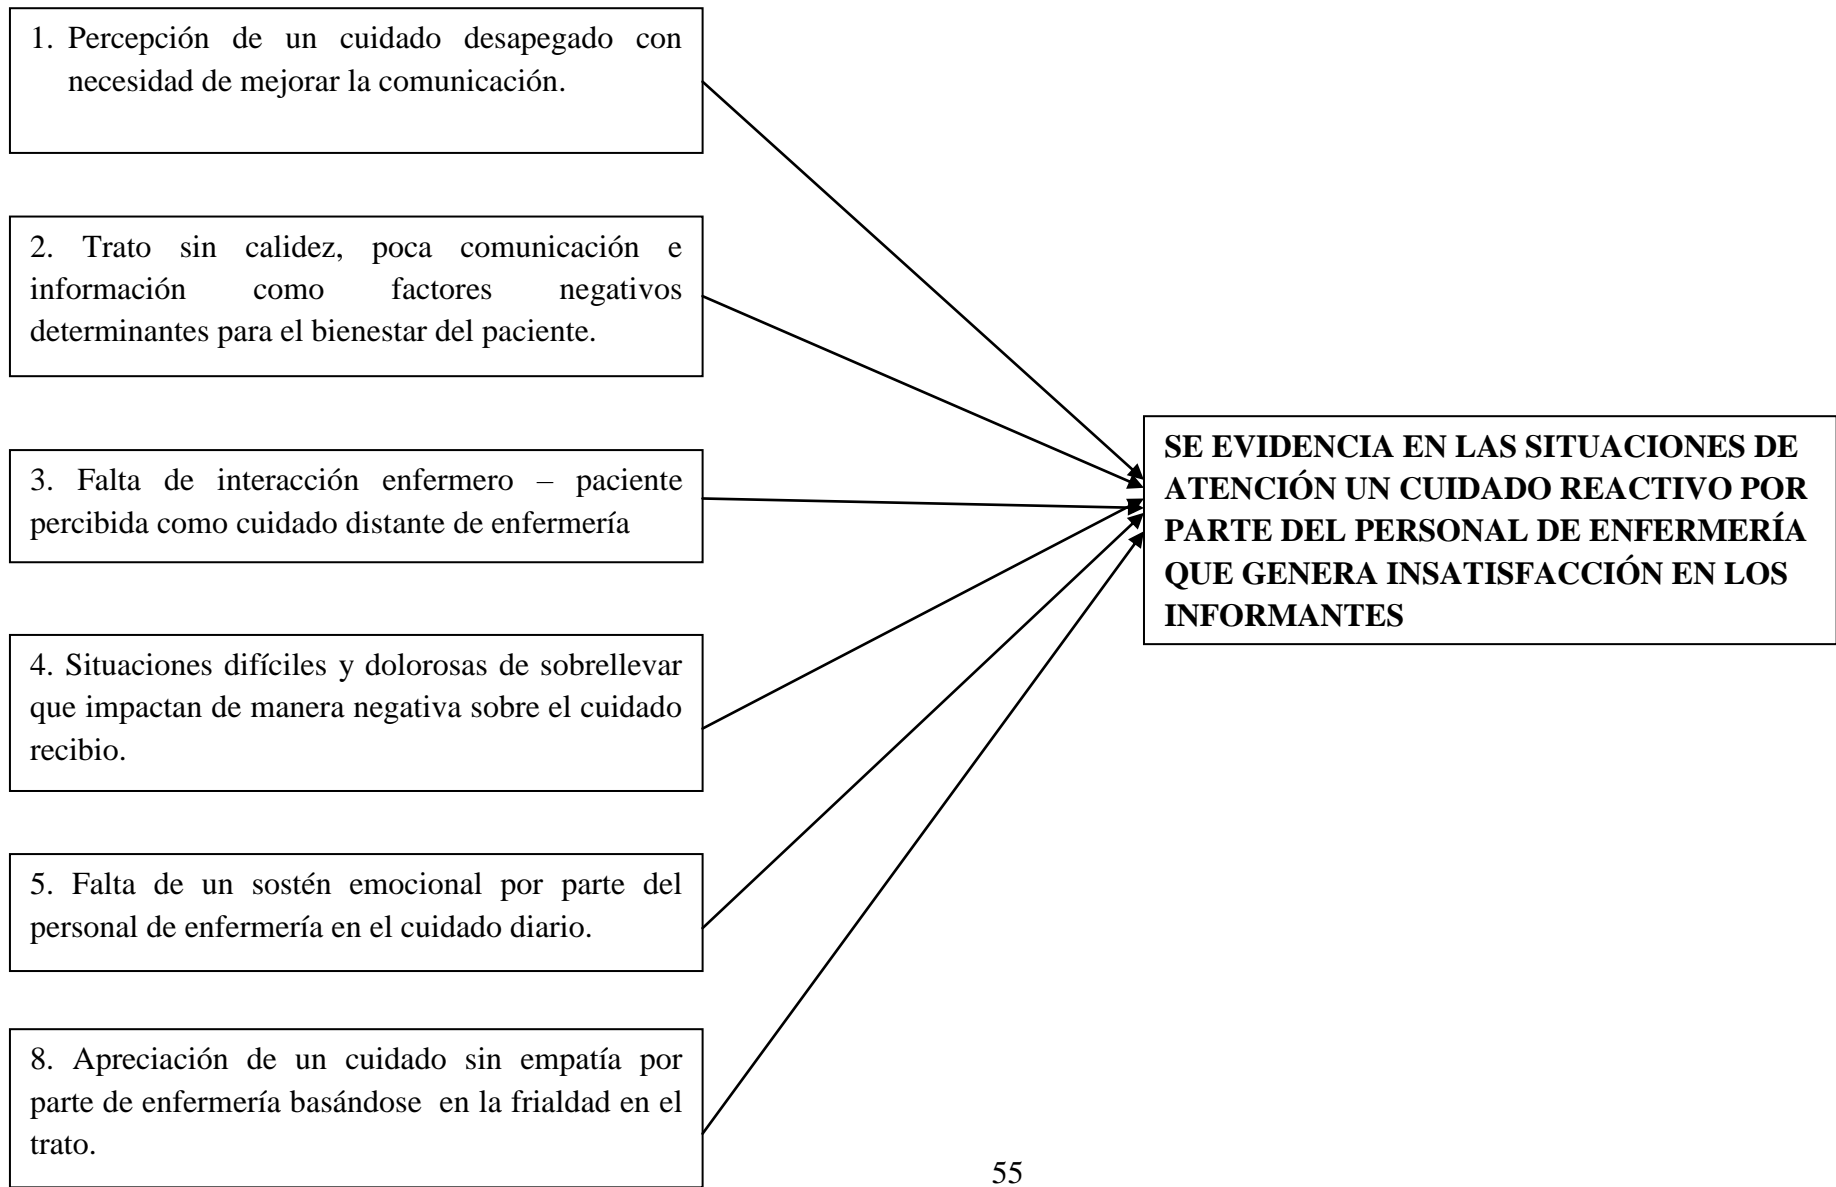 1. Percepción de un cuidado desapegado con
necesidad de mejorar la comunicación.
2. Trato sin calidez, poca comunicación e
información como factores negativos
determinantes para el bienestar del paciente.
3. Falta de interacción enfermero – paciente
percibida como cuidado distante de enfermería
4. Situaciones difíciles y dolorosas de sobrellevar
que impactan de manera negativa sobre el cuidado
recibio.
5. Falta de un sostén emocional por parte del
personal de enfermería en el cuidado diario.
8. Apreciación de un cuidado sin empatía por
parte de enfermería basándose en la frialdad en el
trato.
SE EVIDENCIA EN LAS SITUACIONES DE
ATENCIÓN UN CUIDADO REACTIVO POR
PARTE DEL PERSONAL DE ENFERMERÍA
QUE GENERA INSATISFACCIÓN EN LOS
INFORMANTES
55